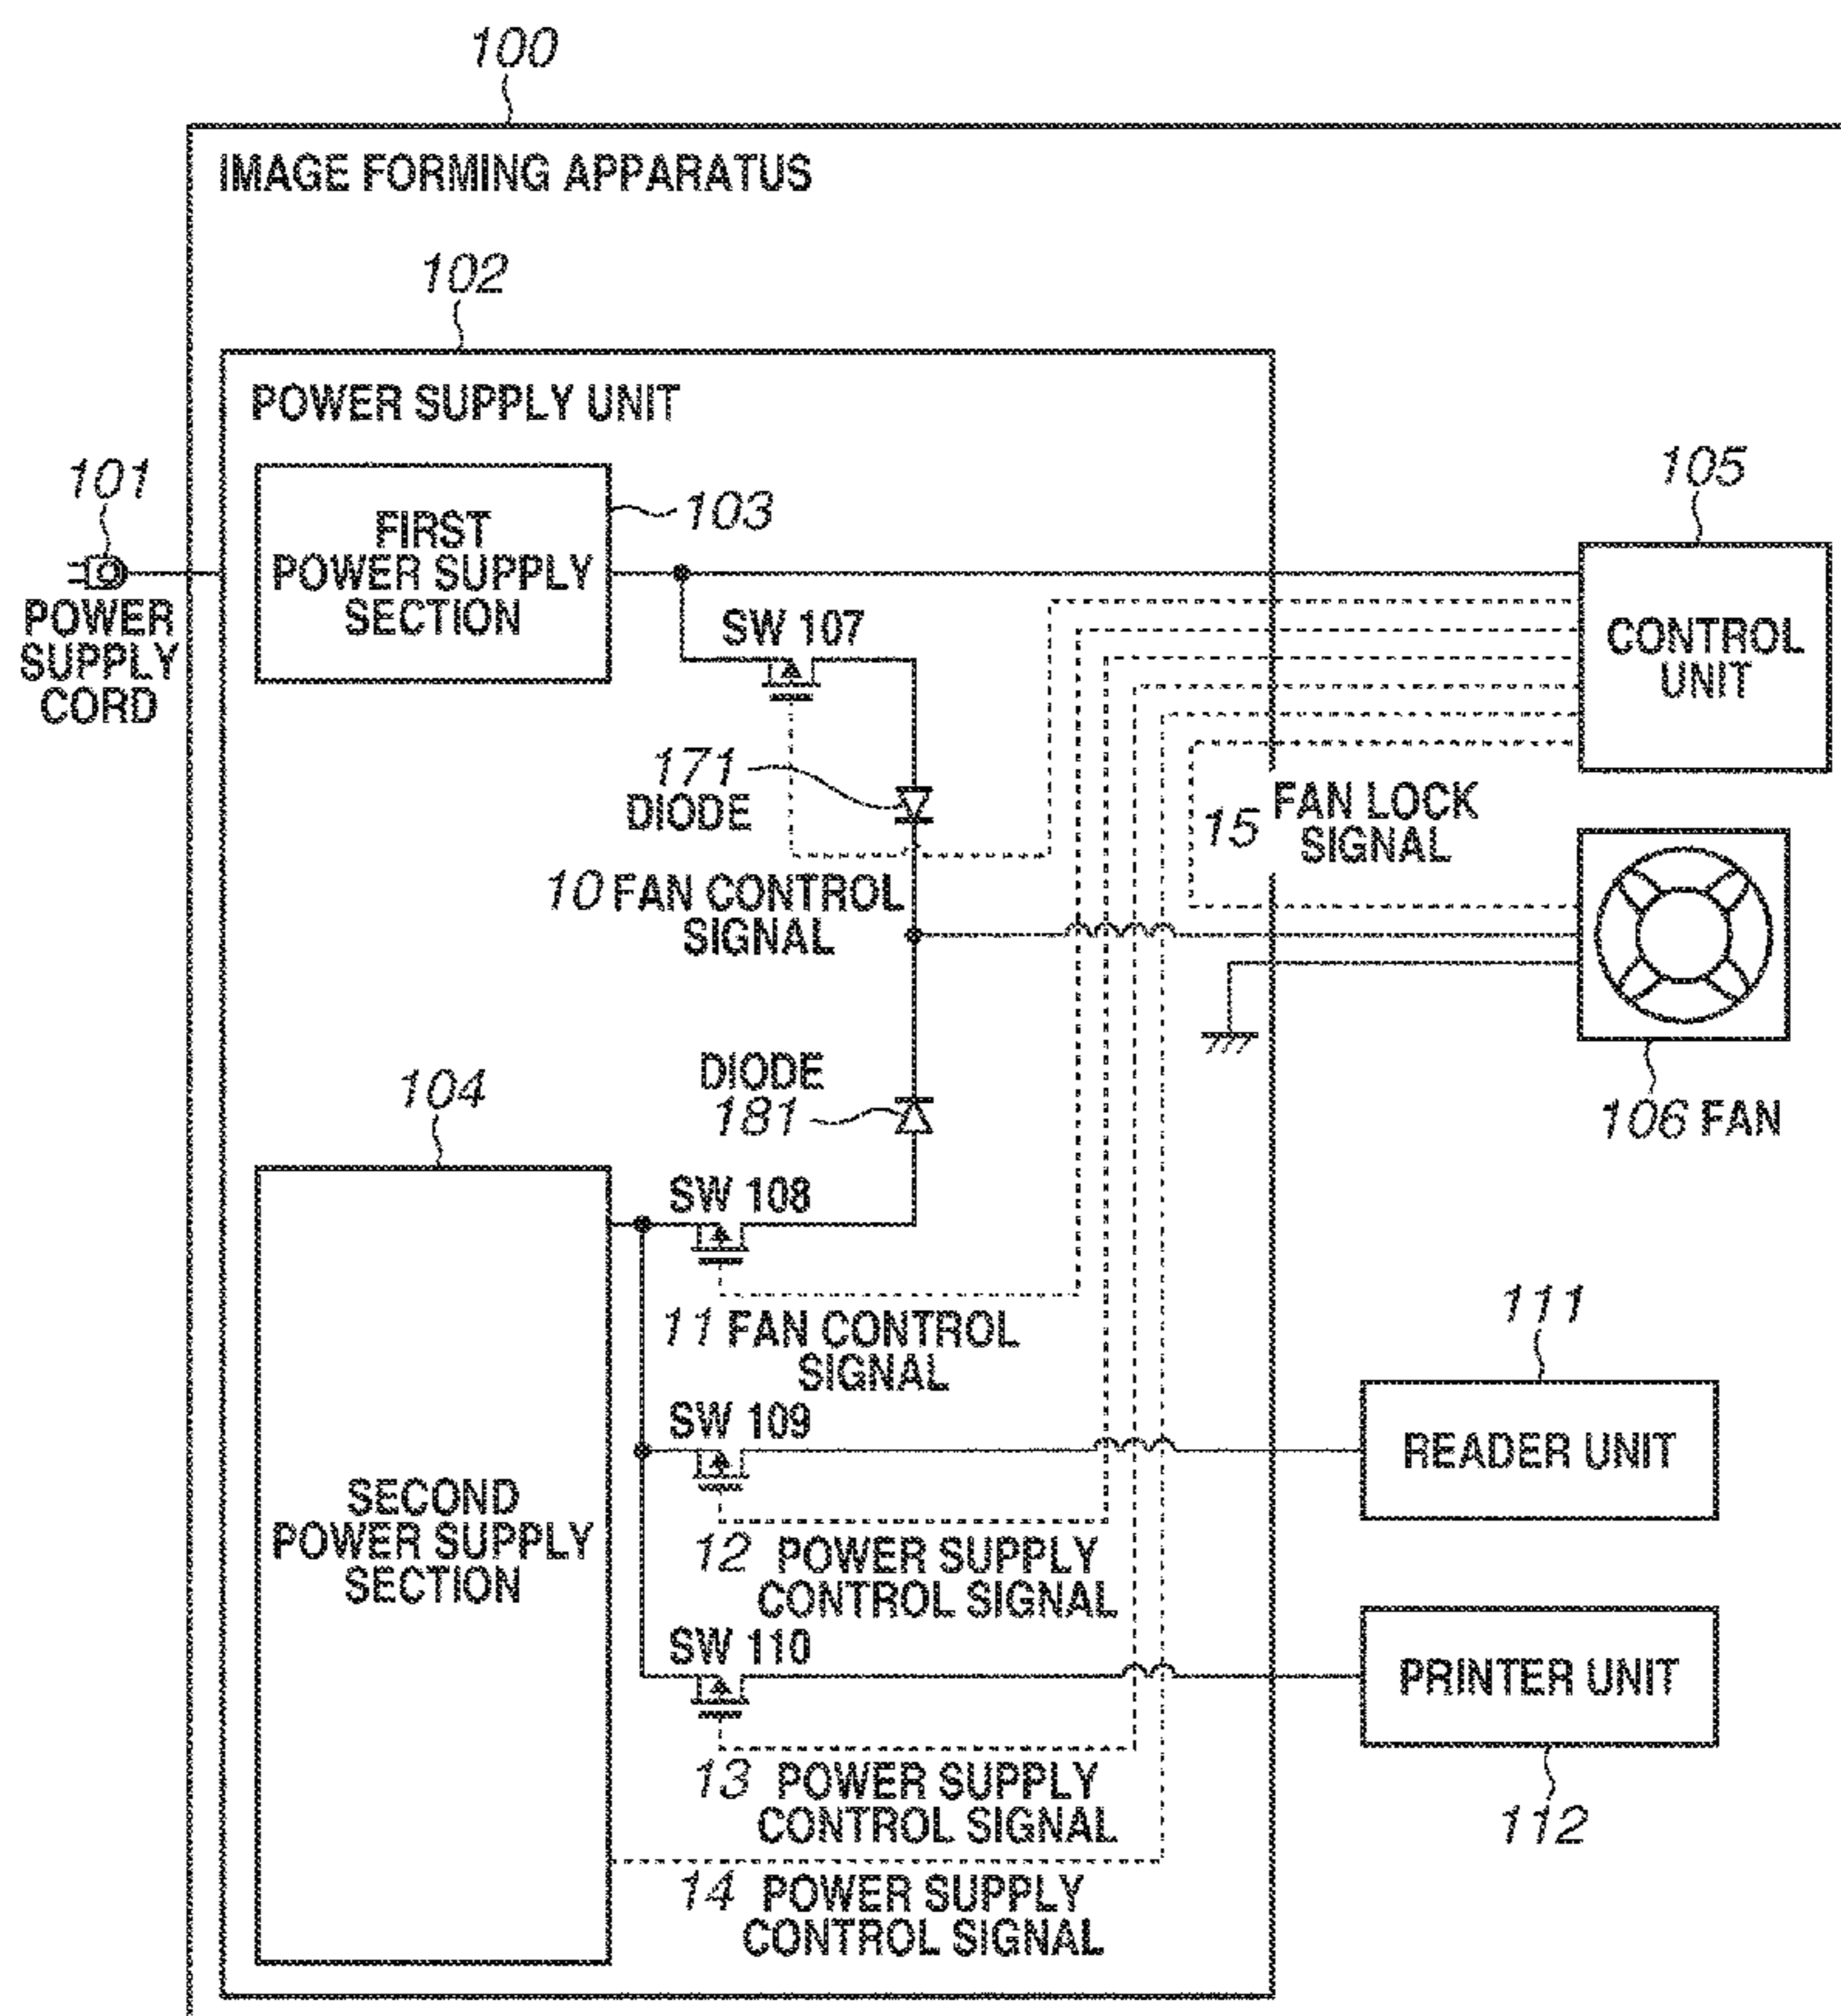 100
IMAGE FORMING APPARATUS
102
POWER SUPPLY UNIT
101
POWER
SUPPLY
CORD
FIRST
POWER SUPPLY
SECTION
103
105
CONTROL
UNIT
SW 107
171
DIODE
10 FAN CONTROL
SIGNAL
15 FAN LOCK
SIGNAL
106 FAN
DIODE
181
104
SECOND
POWER SUPPLY
SECTION
SW 108
11 FAN CONTROL
SIGNAL
111
READER UNIT
SW 109
12 POWER SUPPLY
CONTROL SIGNAL
SW 110
PRINTER UNIT
112
13 POWER SUPPLY
CONTROL SIGNAL
14 POWER SUPPLY
CONTROL SIGNAL